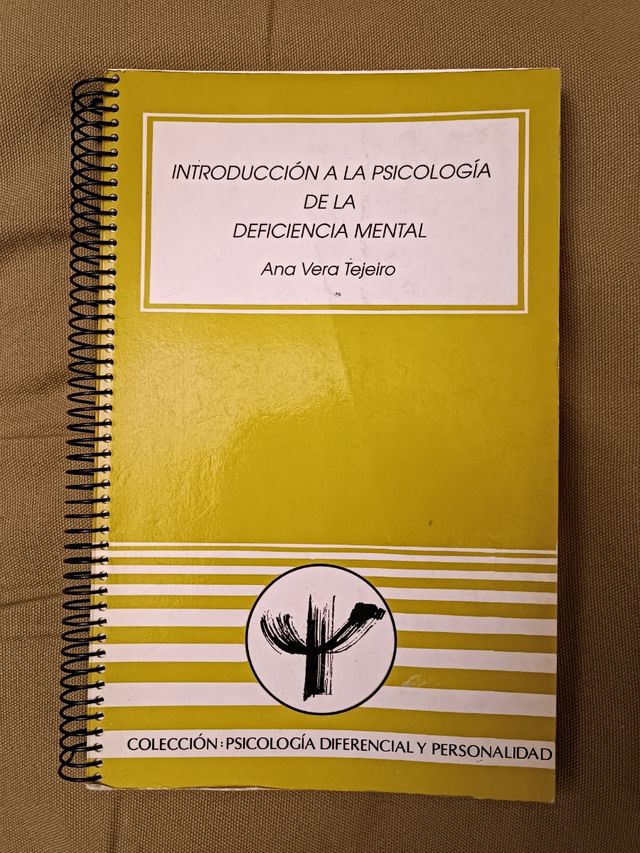 INTRODUCCIÓN A LA PSICOLOGÍA
DE LA
DEFICIENCIA MENTAL
Ana Vera Tejeiro
COLECCIÓN: PSICOLOGÍA DIFERENCIAL Y PERSONALIDAD